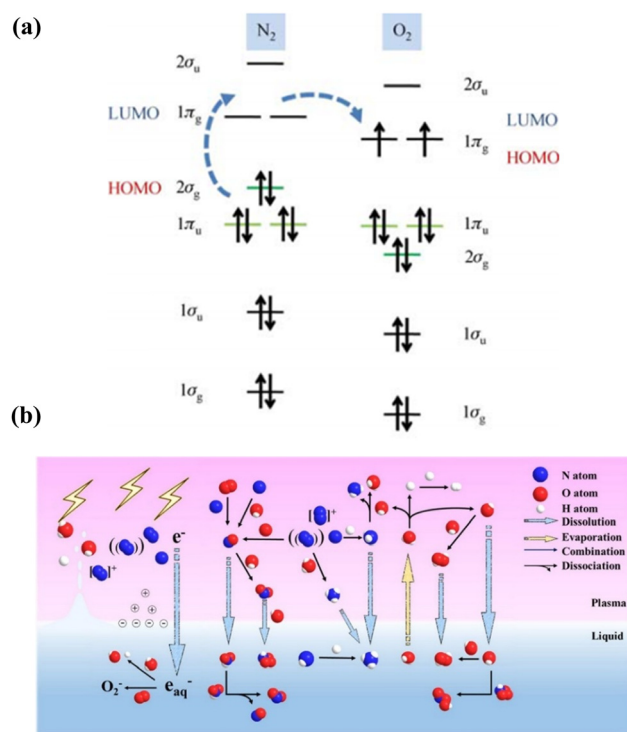 (a)
N₂ O₂
2σᵤ
2σᵤ
LUMO 1πg
LUMO
1πg
HOMO
HOMO 2σg
1πᵤ
1πᵤ
2σg
1σᵤ
1σᵤ
1σg
1σg
(b)
N atom
O atom
H atom
Dissolution
Evaporation
Combination
Dissociation
e⁻
(( ))
[ ]⁺
(( ))
[ ]⁺
Plasma
Liquid
+ + +
− − − −
O₂⁻ eaq⁻